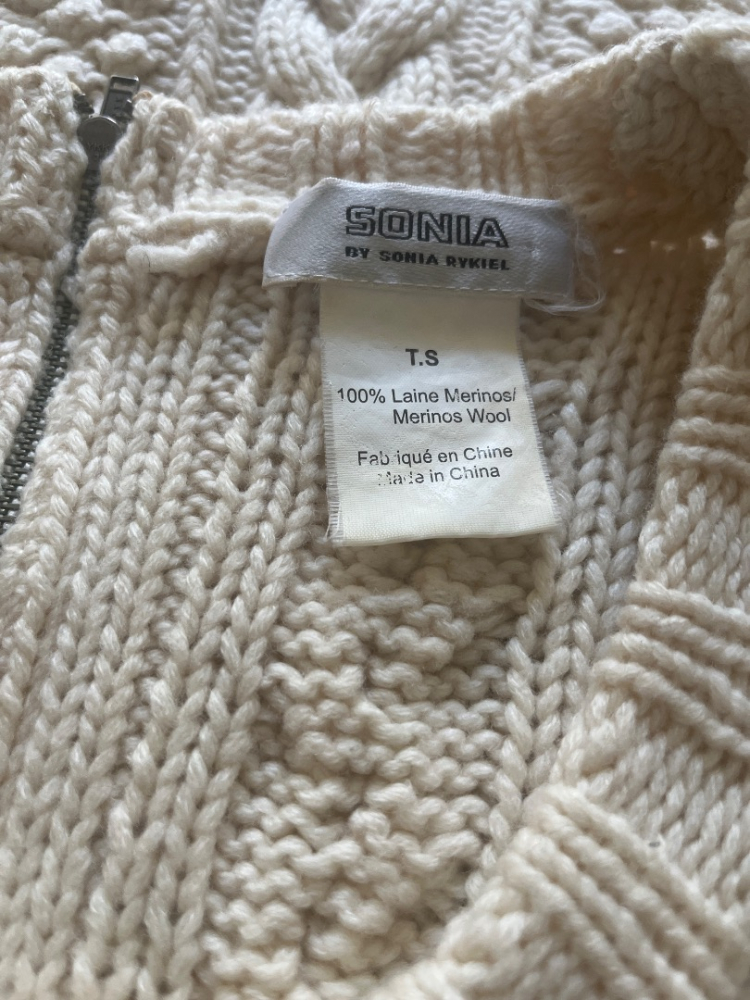 SONIA
BY SONIA RYKIEL
T.S
100% Laine Merinos/
Merinos Wool
Fabriqué en Chine
Made in China